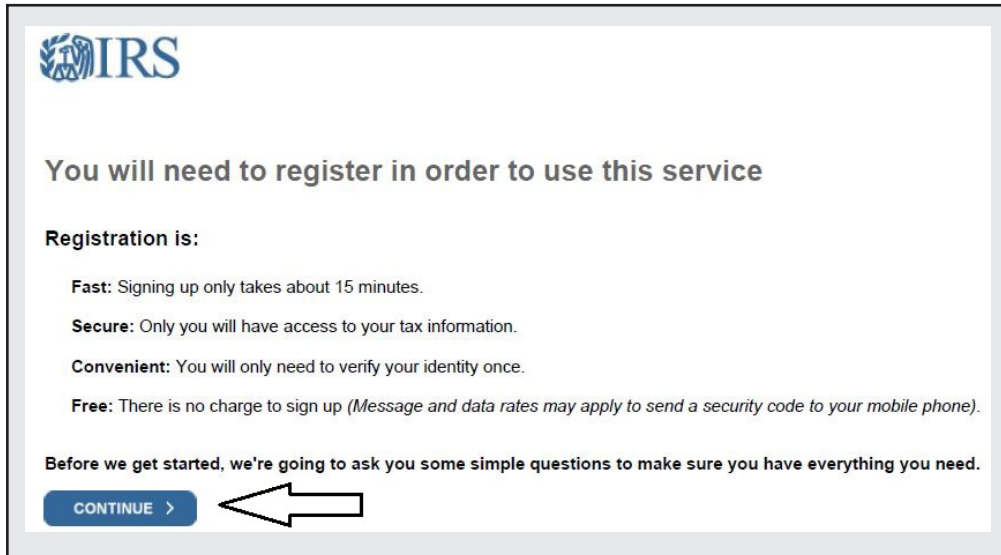 IRS
You will need to register in order to use this service
Registration is:
Fast: Signing up only takes about 15 minutes.
Secure: Only you will have access to your tax information.
Convenient: You will only need to verify your identity once.
Free: There is no charge to sign up (Message and data rates may apply to send a security code to your mobile phone).
Before we get started, we're going to ask you some simple questions to make sure you have everything you need.
CONTINUE >